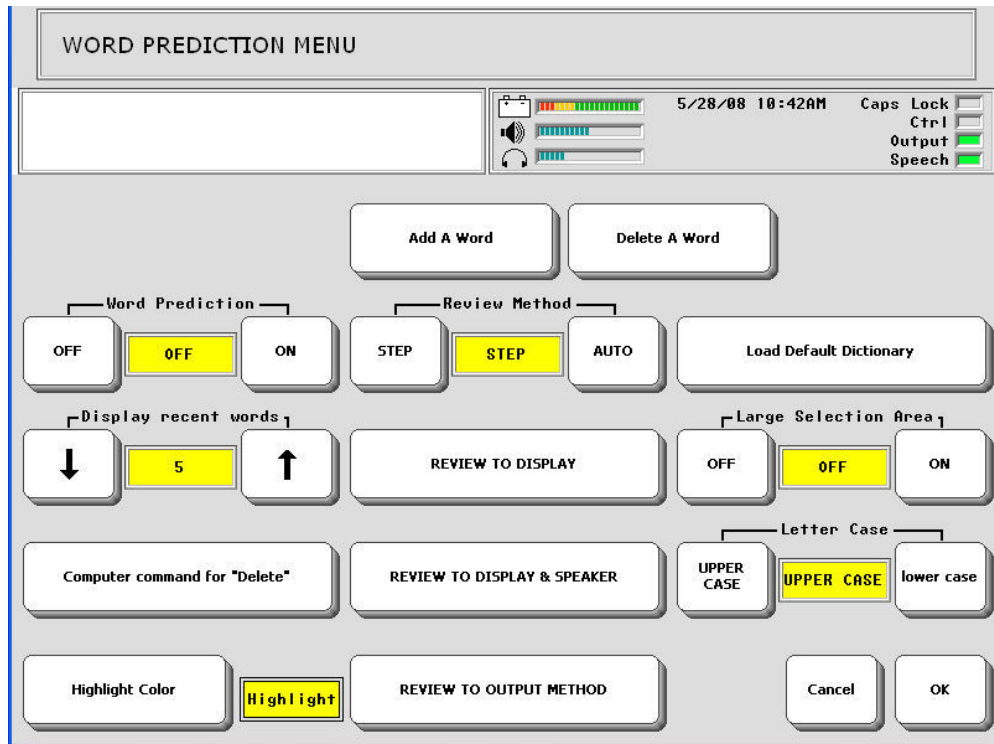 WORD PREDICTION MENU
5/28/08 10:42AM
Caps Lock
Ctrl
Output
Speech
Add A Word
Delete A Word
Word Prediction
OFF
OFF
ON
Review Method
STEP
STEP
AUTO
Load Default Dictionary
Display recent words
↓
5
↑
REVIEW TO DISPLAY
Large Selection Area
OFF
OFF
ON
Computer command for "Delete"
REVIEW TO DISPLAY & SPEAKER
Letter Case
UPPER
CASE
UPPER CASE
lower case
Highlight Color
Highlight
REVIEW TO OUTPUT METHOD
Cancel
OK